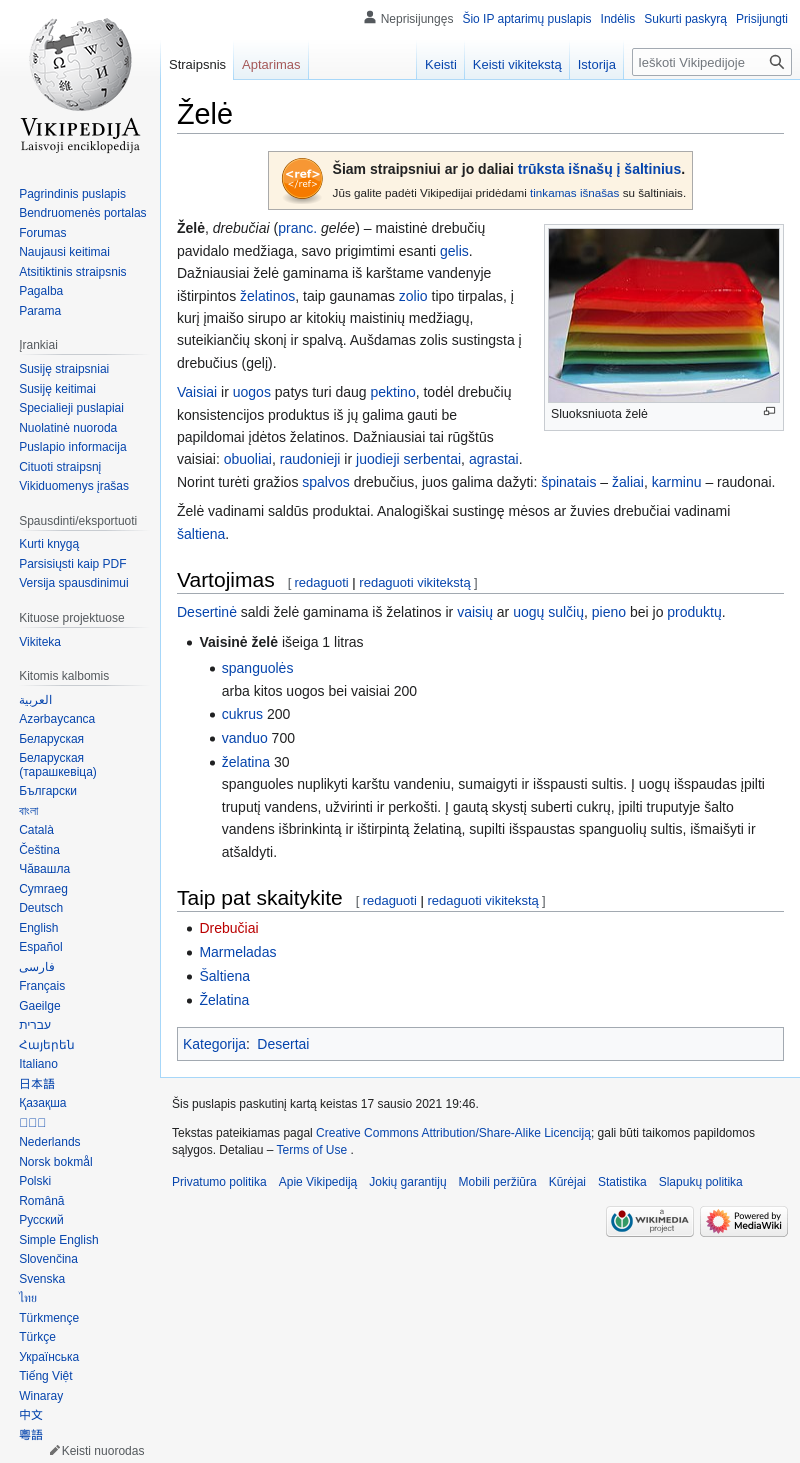 Neprisijungęs Šio IP aptarimų puslapis Indėlis Sukurti paskyrą Prisijungti
Straipsnis Aptarimas Keisti Keisti vikitekstą Istorija Ieškoti Vikipedijoje
VIKIPEDIJA
Laisvoji enciklopedija
Pagrindinis puslapis
Bendruomenės portalas
Forumas
Naujausi keitimai
Atsitiktinis straipsnis
Pagalba
Parama
Įrankiai
Susiję straipsniai
Susiję keitimai
Specialieji puslapiai
Nuolatinė nuoroda
Puslapio informacija
Cituoti straipsnį
Vikiduomenys įrašas
Spausdinti/eksportuoti
Kurti knygą
Parsisiųsti kaip PDF
Versija spausdinimui
Kituose projektuose
Vikiteka
Kitomis kalbomis
العربية
Azərbaycanca
Беларуская
Беларуская
(тарашкевіца)
Български
বাংলা
Català
Čeština
Чӑвашла
Cymraeg
Deutsch
English
Español
فارسی
Français
Gaeilge
עברית
Հայերեն
Italiano
日本語
Қазақша
Nederlands
Norsk bokmål
Polski
Română
Русский
Simple English
Slovenčina
Svenska
ไทย
Türkmençe
Türkçe
Українська
Tiếng Việt
Winaray
中文
粵語
Keisti nuorodas
Želė
<ref>
</ref>
Šiam straipsniui ar jo daliai trūksta išnašų į šaltinius.
Jūs galite padėti Vikipedijai pridėdami tinkamas išnašas su šaltiniais.
Želė, drebučiai (pranc. gelée) – maistinė drebučių
pavidalo medžiaga, savo prigimtimi esanti gelis.
Dažniausiai želė gaminama iš karštame vandenyje
ištirpintos želatinos, taip gaunamas zolio tipo tirpalas, į
kurį įmaišo sirupo ar kitokių maistinių medžiagų,
suteikiančių skonį ir spalvą. Aušdamas zolis sustingsta į
drebučius (gelį).
Sluoksniuota želė
Vaisiai ir uogos patys turi daug pektino, todėl drebučių
konsistencijos produktus iš jų galima gauti be
papildomai įdėtos želatinos. Dažniausiai tai rūgštūs
vaisiai: obuoliai, raudonieji ir juodieji serbentai, agrastai.
Norint turėti gražios spalvos drebučius, juos galima dažyti: špinatais – žaliai, karminu – raudonai.
Želė vadinami saldūs produktai. Analogiškai sustingę mėsos ar žuvies drebučiai vadinami
šaltiena.
Vartojimas [ redaguoti | redaguoti vikitekstą ]
Desertinė saldi želė gaminama iš želatinos ir vaisių ar uogų sulčių, pieno bei jo produktų.
Vaisinė želė išeiga 1 litras
spanguolės
arba kitos uogos bei vaisiai 200
cukrus 200
vanduo 700
želatina 30
spanguoles nuplikyti karštu vandeniu, sumaigyti ir išspausti sultis. Į uogų išspaudas įpilti
truputį vandens, užvirinti ir perkošti. Į gautą skystį suberti cukrų, įpilti truputyje šalto
vandens išbrinkintą ir ištirpintą želatiną, supilti išspaustas spanguolių sultis, išmaišyti ir
atšaldyti.
Taip pat skaitykite [ redaguoti | redaguoti vikitekstą ]
Drebučiai
Marmeladas
Šaltiena
Želatina
Kategorija: Desertai
Šis puslapis paskutinį kartą keistas 17 sausio 2021 19:46.
Tekstas pateikiamas pagal Creative Commons Attribution/Share-Alike Licenciją; gali būti taikomos papildomos
sąlygos. Detaliau – Terms of Use .
Privatumo politika Apie Vikipediją Jokių garantijų Mobili peržiūra Kūrėjai Statistika Slapukų politika
a
WIKIMEDIA
project
Powered by
MediaWiki